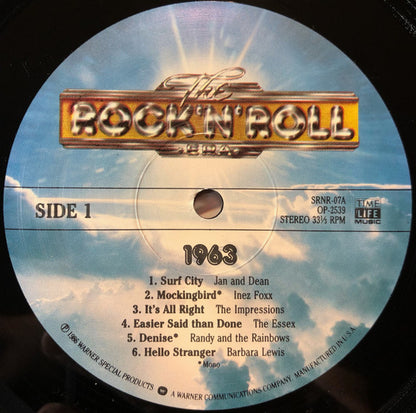 The
ROCK'N'ROLL
ERA
SIDE 1
SRNR-07A
OP-2539
STEREO 33⅓ RPM
TIME
LIFE
MUSIC
1963
1. Surf City Jan and Dean
2. Mockingbird* Inez Foxx
3. It's All Right The Impressions
4. Easier Said than Done The Essex
5. Denise* Randy and the Rainbows
6. Hello Stranger Barbara Lewis
*Mono
Ⓟ 1986 WARNER SPECIAL PRODUCTS A WARNER COMMUNICATIONS COMPANY. MANUFACTURED IN U.S.A.